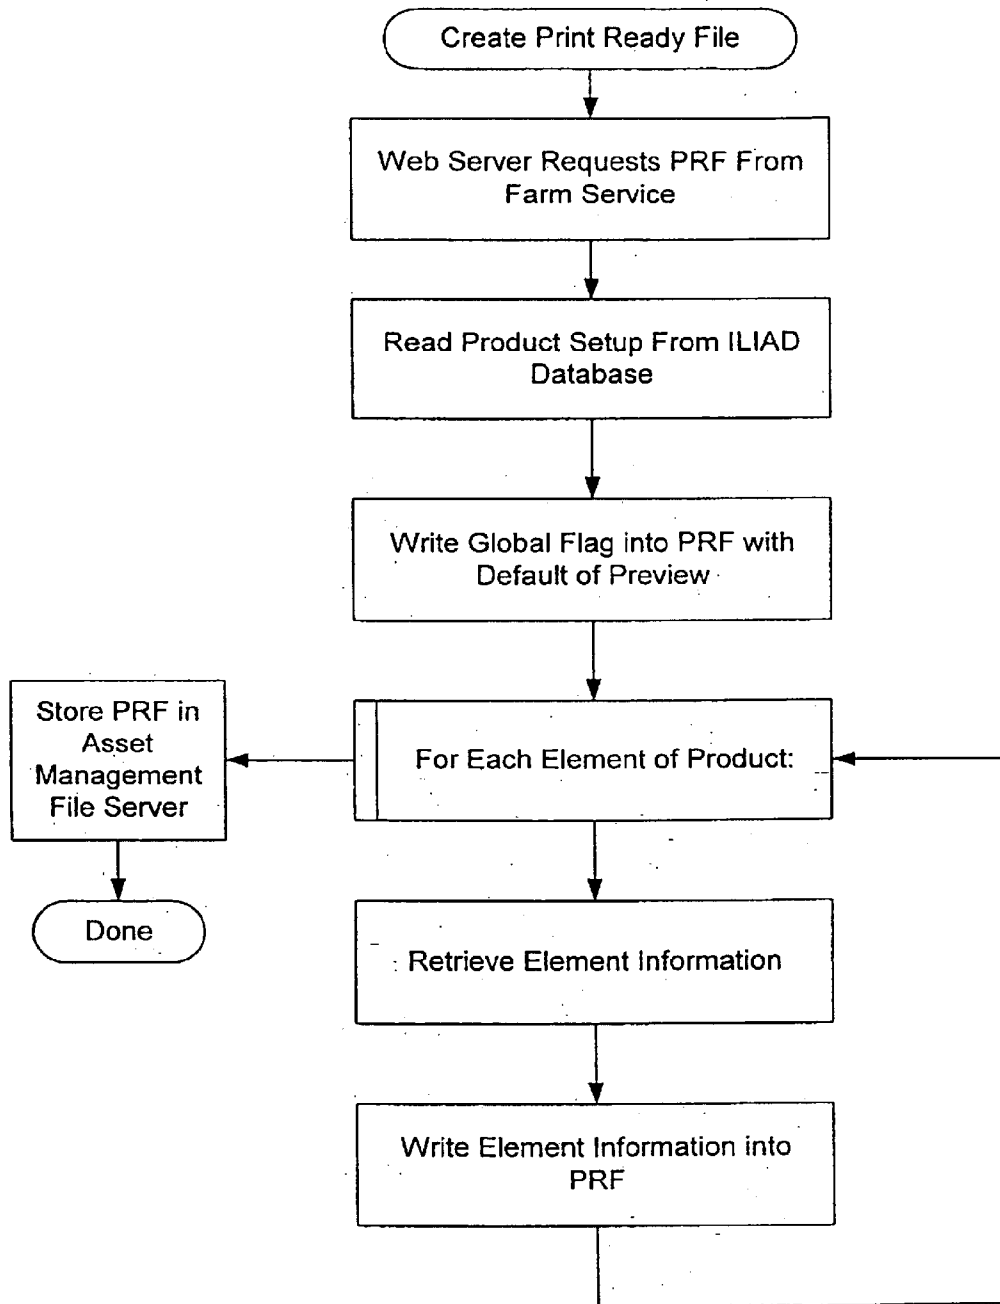 Create Print Ready File
Web Server Requests PRF From
Farm Service
Read Product Setup From ILIAD
Database
Write Global Flag into PRF with
Default of Preview
Store PRF in
Asset
Management
File Server
For Each Element of Product:
Done
Retrieve Element Information
Write Element Information into
PRF